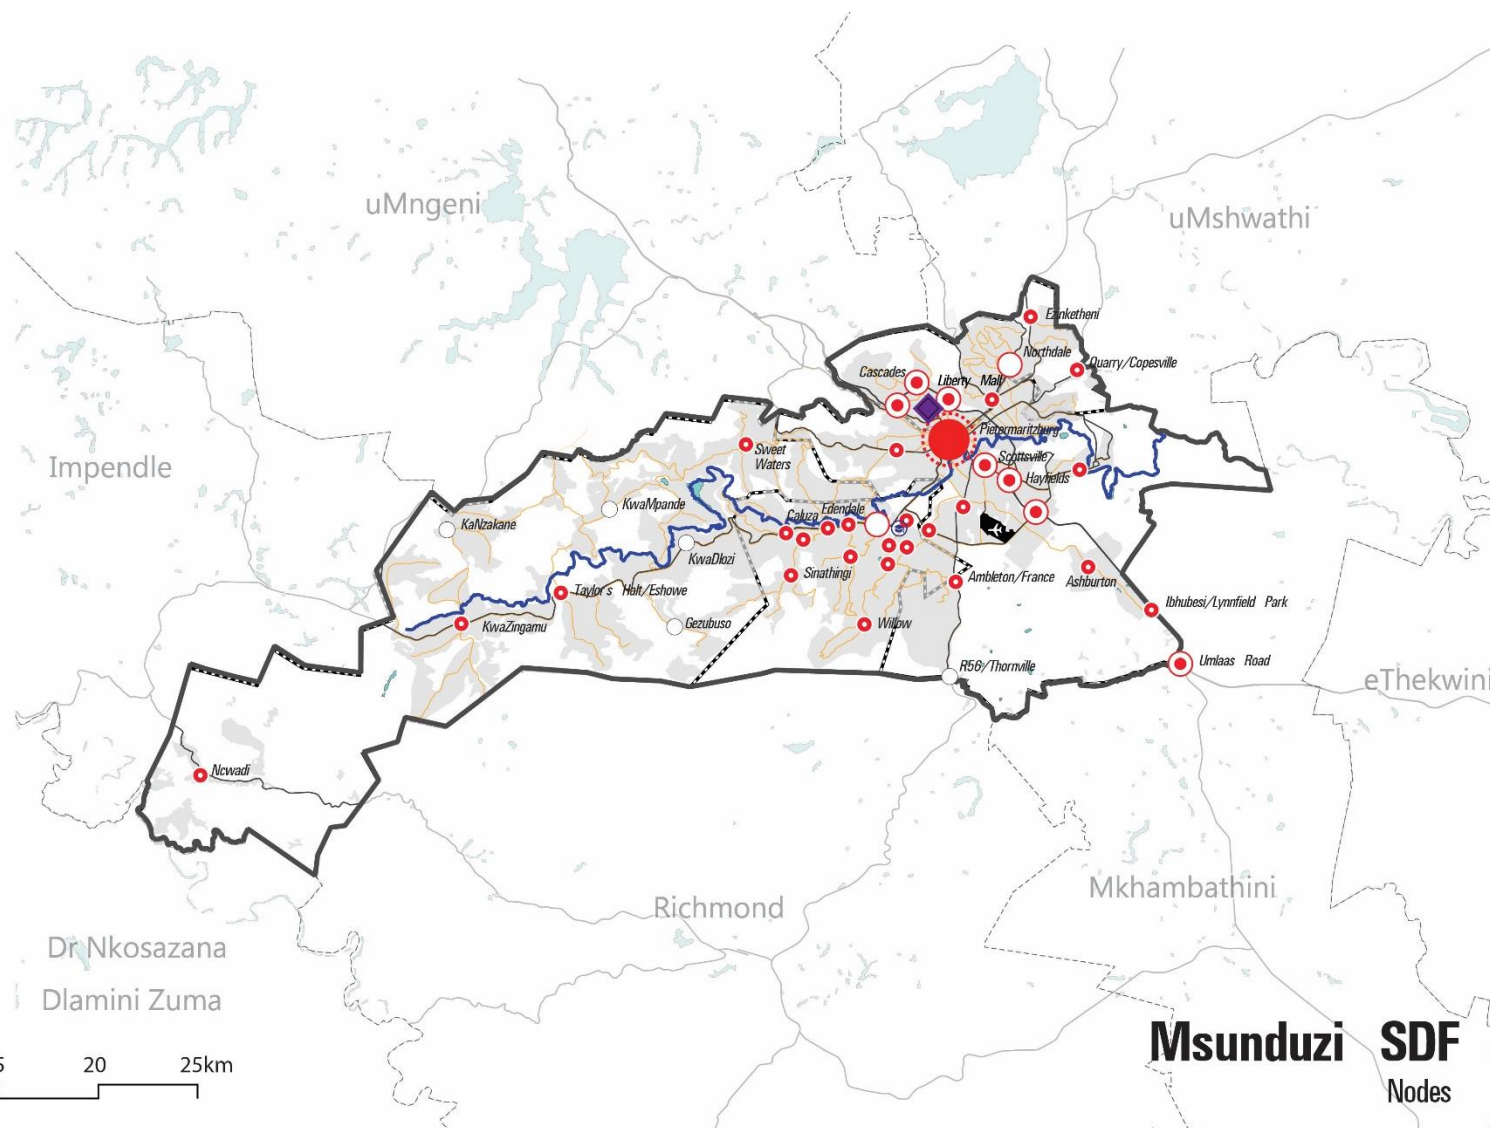 uMngeni
uMshwathi
Ezinketheni
Northdale
Quarry/Copesville
Cascades
Liberty Mall
Pietermaritzburg
Impendle
Sweet
Waters
Scottsville
Hayfields
KwaMpande
KaNzakane
Caluza
Edendale
KwaDlozi
Sinathingi
Ambleton/France
Ashburton
Taylor s Halt/Eshowe
Ibhubesi/Lynnfield Park
KwaZingamu
Gezubuso
Willow
R56/Thornville
Umlaas Road
eThekwini
Ncwadi
Mkhambathini
Richmond
Dr Nkosazana
Dlamini Zuma
20
25km
Msunduzi SDF
Nodes